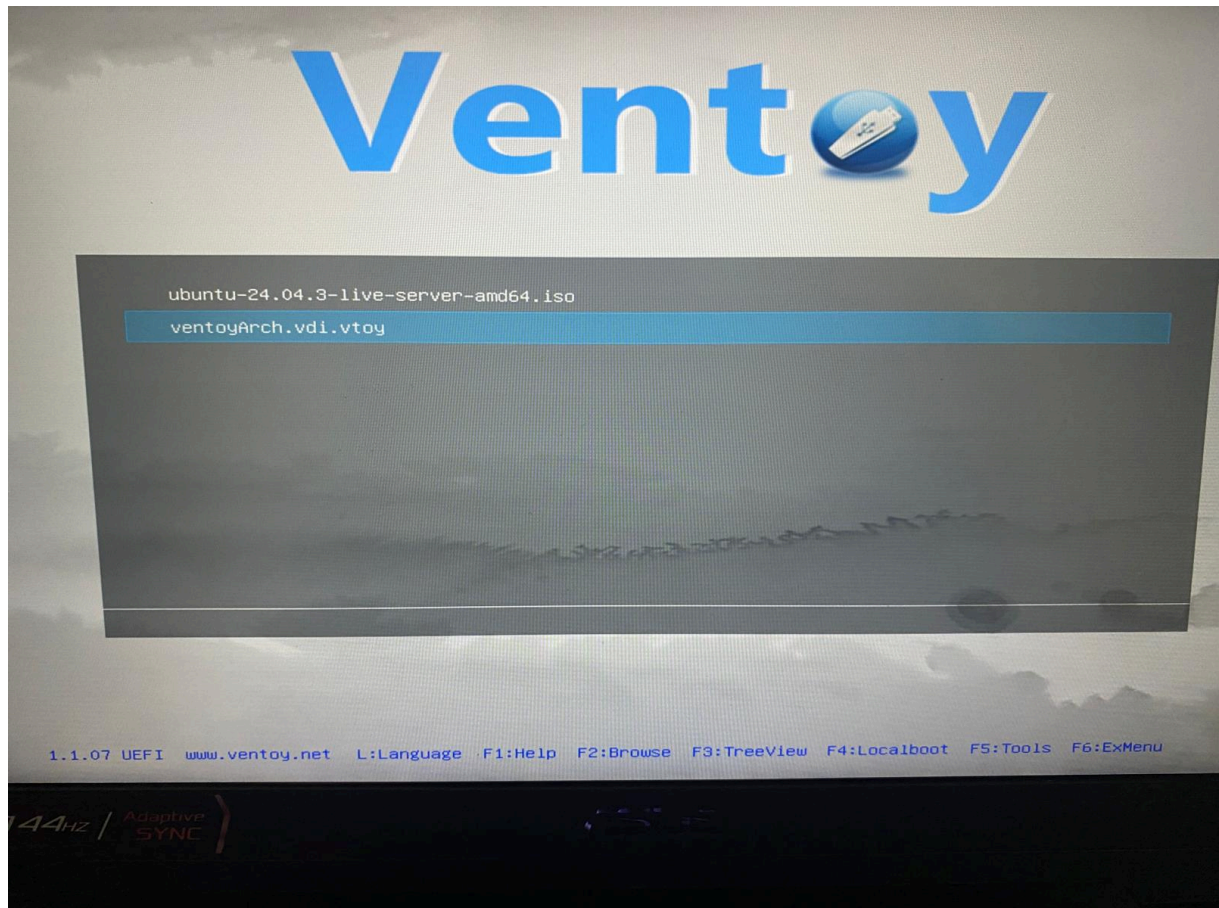 Ventoy
ubuntu-24.04.3-live-server-amd64.iso
ventoyArch.vdi.vtoy
1.1.07 UEFI www.ventoy.net L:Language F1:Help F2:Browse F3:TreeView F4:Localboot F5:Tools F6:ExMenu
144HZ / Adaptive
SYNC